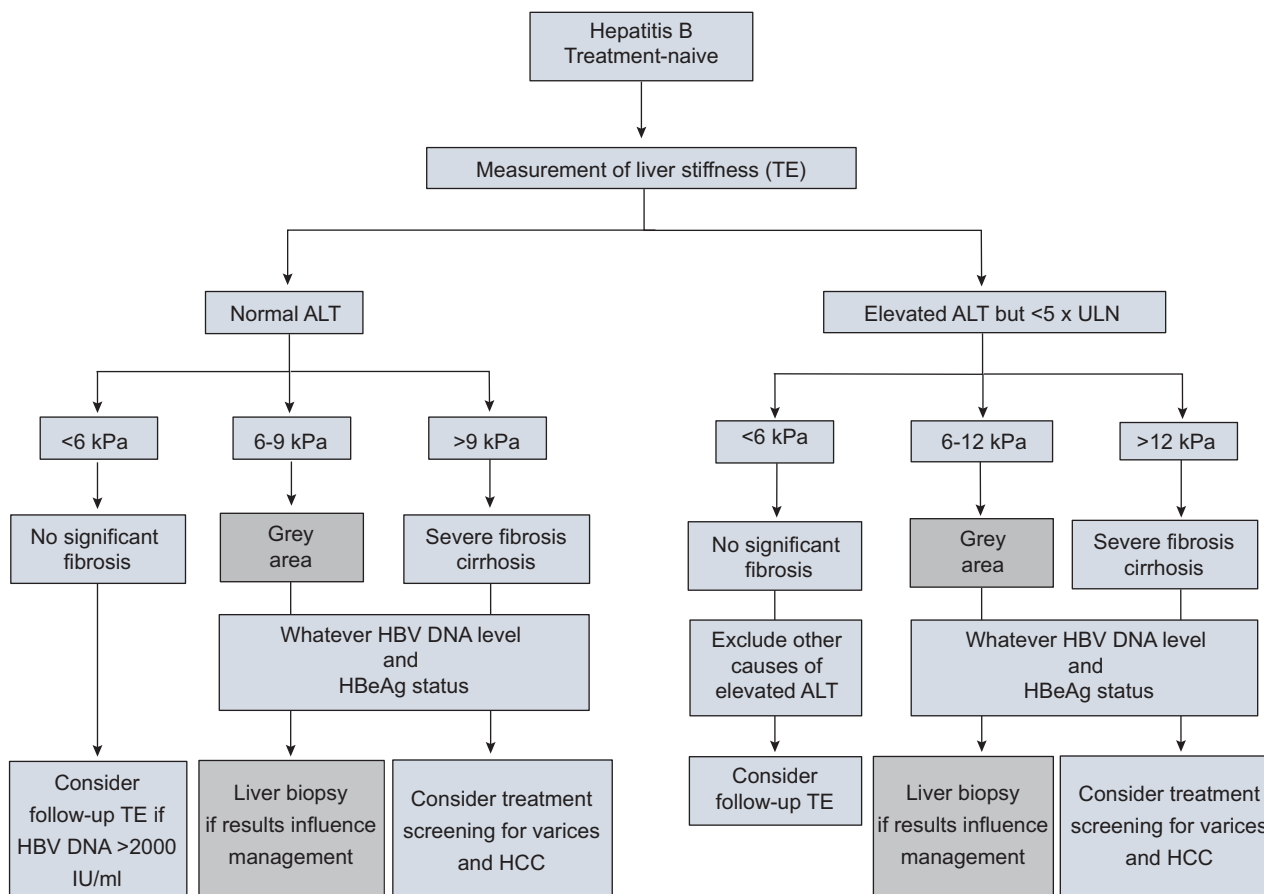 Hepatitis B
Treatment-naive
Measurement of liver stiffness (TE)
Normal ALT
Elevated ALT but <5 x ULN
<6 kPa
6-9 kPa
>9 kPa
<6 kPa
6-12 kPa
>12 kPa
No significant
fibrosis
Grey
area
Severe fibrosis
cirrhosis
No significant
fibrosis
Grey
area
Severe fibrosis
cirrhosis
Whatever HBV DNA level
and
HBeAg status
Exclude other
causes of
elevated ALT
Whatever HBV DNA level
and
HBeAg status
Consider
follow-up TE if
HBV DNA >2000
IU/ml
Liver biopsy
if results influence
management
Consider treatment
screening for varices
and HCC
Consider
follow-up TE
Liver biopsy
if results influence
management
Consider treatment
screening for varices
and HCC